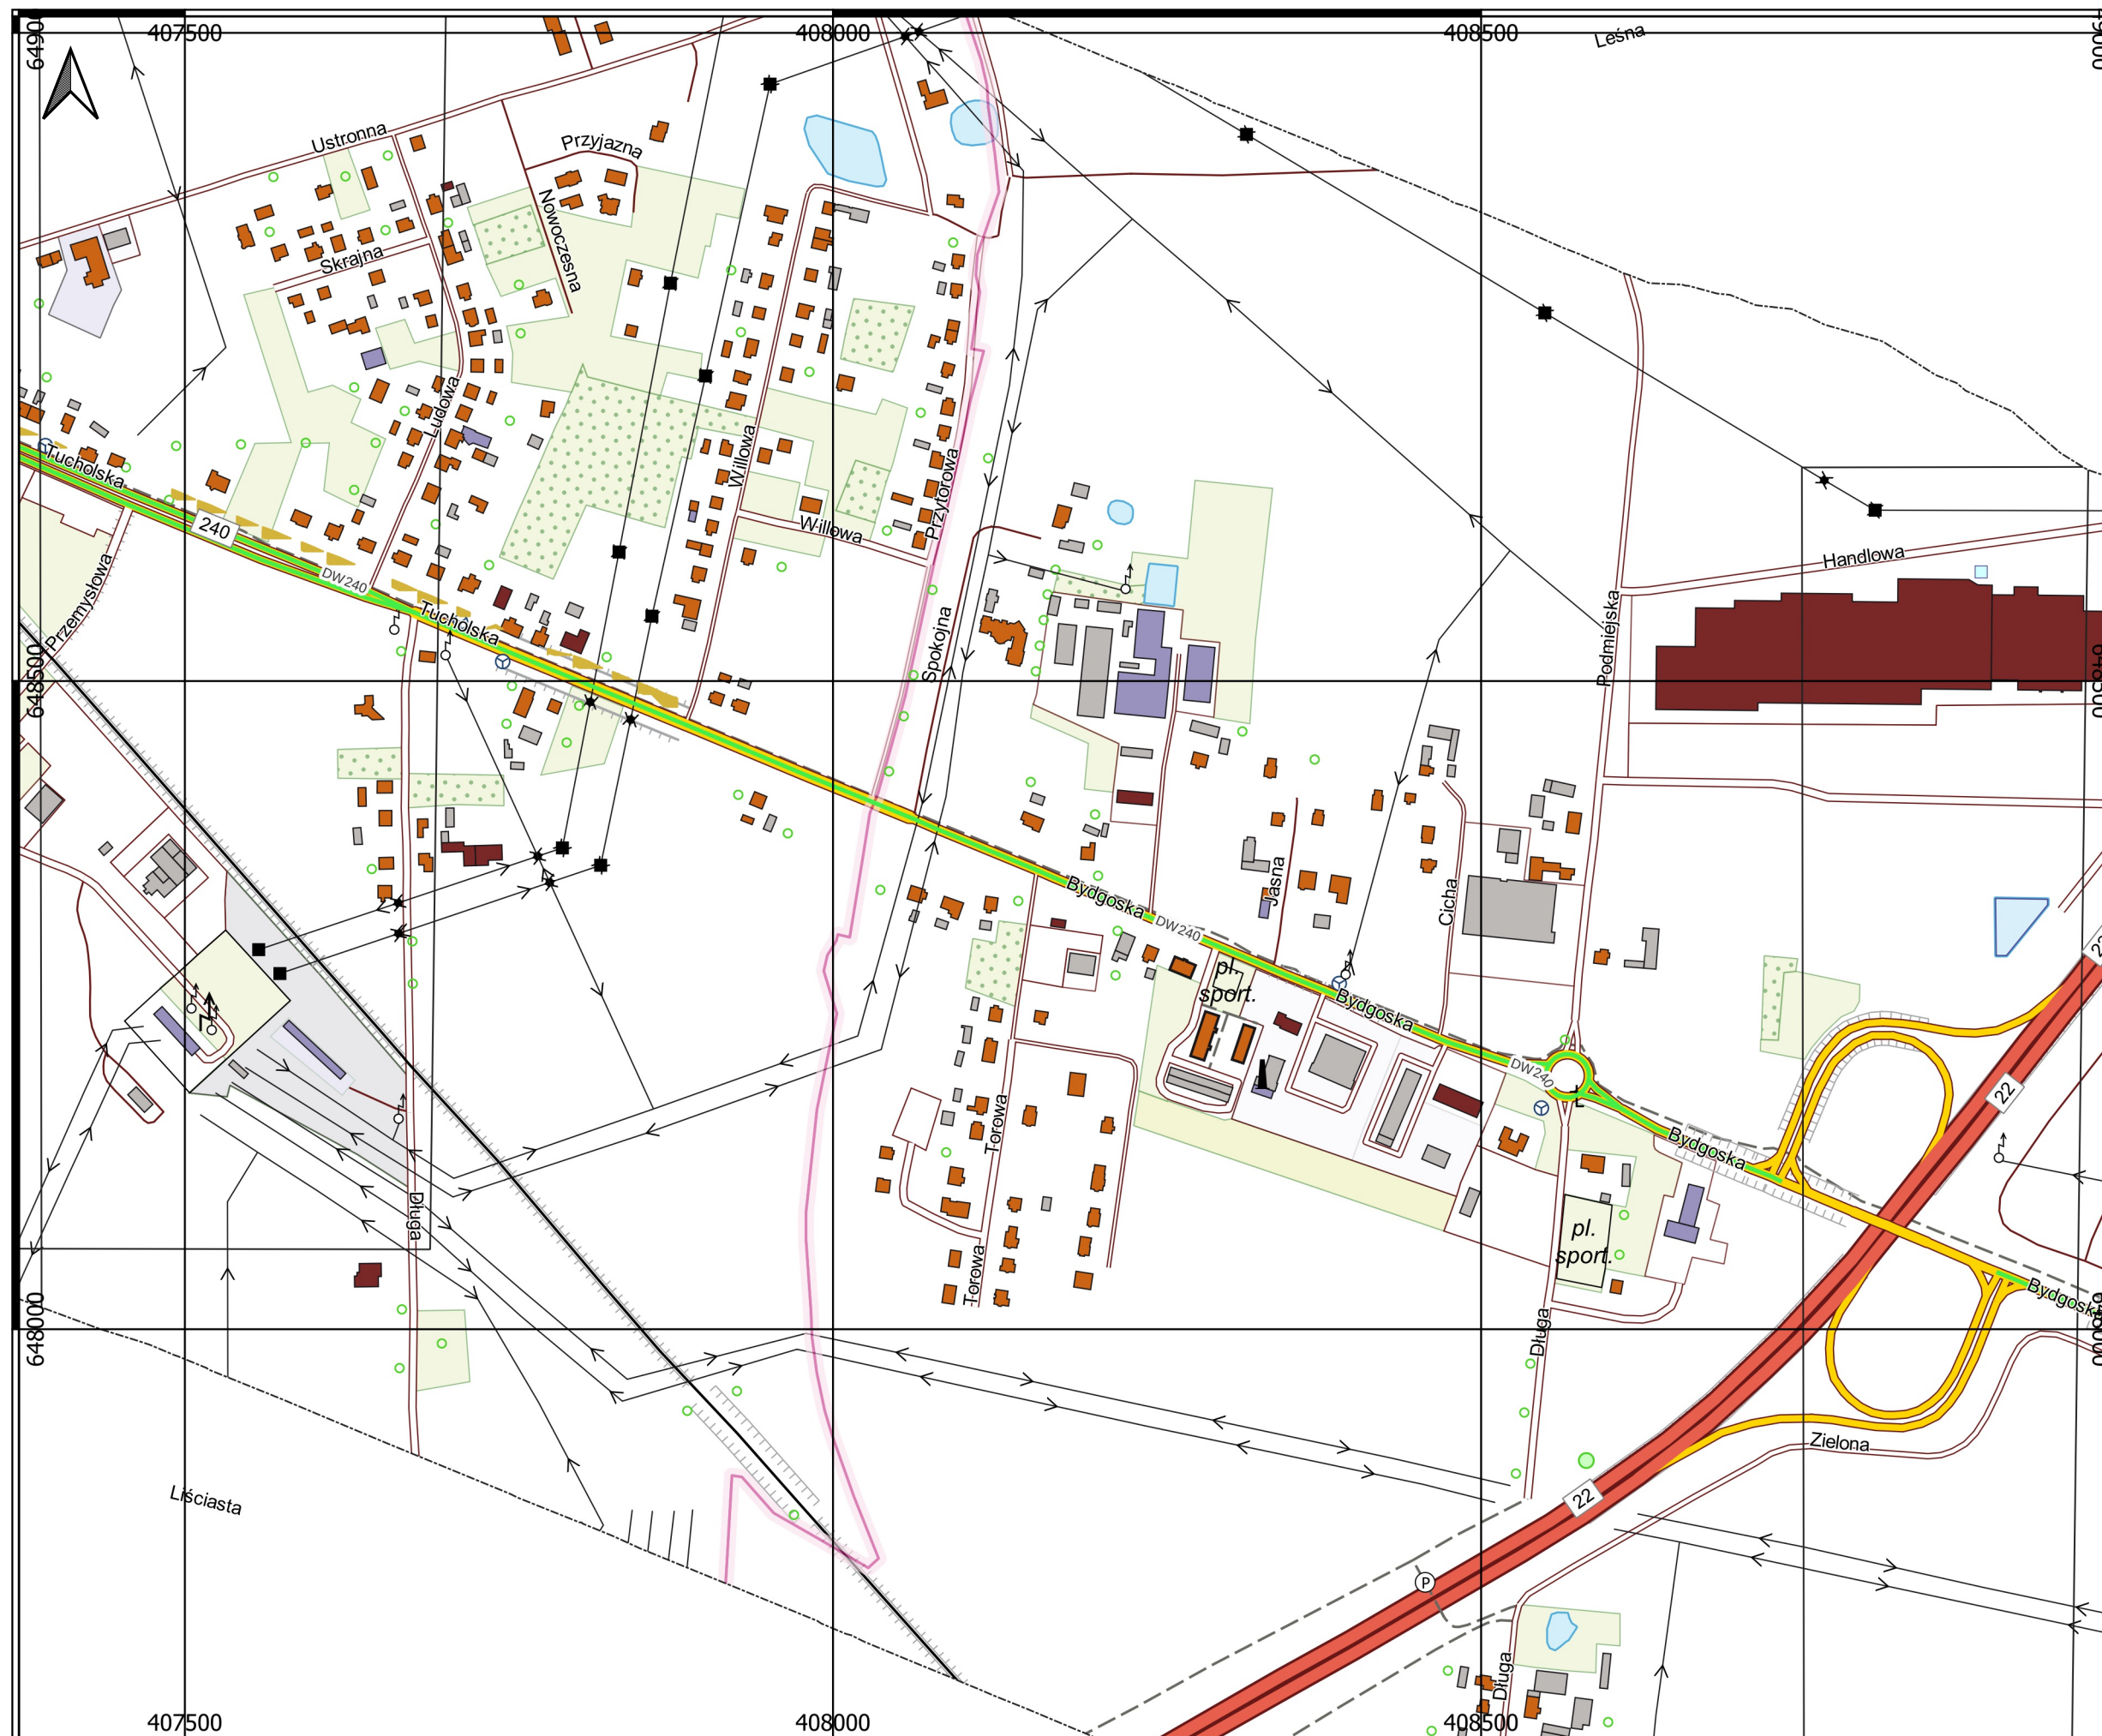 407500
408000
408500
Leśna
Ustronna
Przyjazna
Nowoczesna
Skrajna
Ludowa
Tucholska
240
DW240
Tucholska
Przemysłowa
Willowa
Willowa
Przytorowa
Spokojna
Handlowa
Podmiejska
648500
Bydgoska
DW240
Jasna
Cicha
pl.
sport.
Bydgoska
DW240
Bydgoska
22
22
Długa
Torowa
Torowa
pl.
sport.
Bydgoska
648000
Długa
Zielona
22
Liściasta
P
Długa
407500
408000
408500